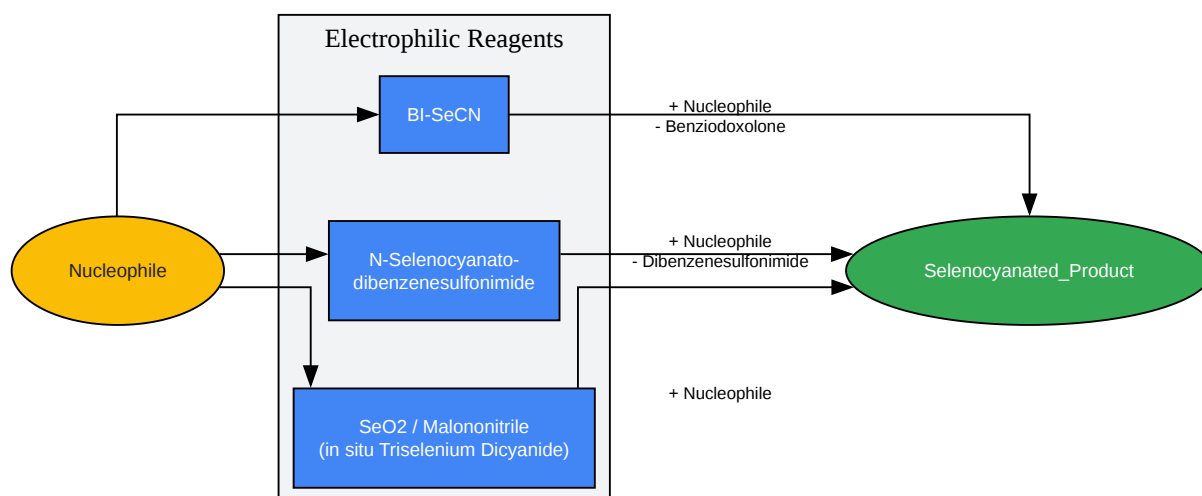 Electrophilic Reagents
BI-SeCN
+ Nucleophile
- Benziodoxolone
Nucleophile
N-Selenocyanato-
dibenzenesulfonimide
+ Nucleophile
- Dibenzenesulfonimide
Selenocyanated_Product
SeO2 / Malononitrile
(in situ Triselenium Dicyanide)
+ Nucleophile